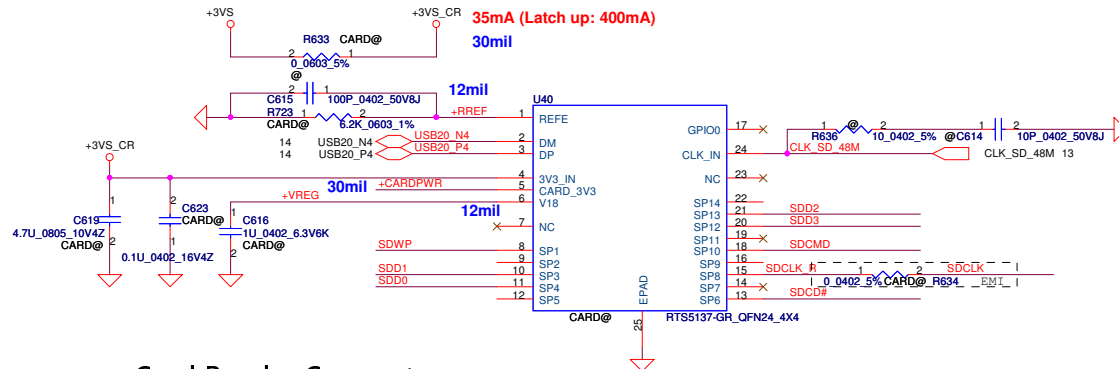 +3VS
+3VS_CR
35mA (Latch up: 400mA)
30mil
R633 CARD@
2 1
0_0603_5%
@
2 1
C615 100P_0402_50V8J
12mil
U40
R723 1 2
CARD@ 6.2K_0603_1%
+RREF 1 REFE
14 USB20_N4 USB20_N4 2 DM
14 USB20_P4 USB20_P4 3 DP
+3VS_CR
4 3V3_IN
30mil +CARDPWR 5 CARD_3V3
+VREG 6 V18
12mil
7 NC
1 2 1
C619 C623 C616
4.7U_0805_10V4Z CARD@ 1U_0402_6.3V6K
CARD@ 2 1 2 CARD@
0.1U_0402_16V4Z
SDWP 8 SP1
9 SP2
SDD1 10 SP3
SDD0 11 SP4
12 SP5
EPAD
25
CARD@ RTS5137-GR_QFN24_4X4
GPIO0 17
CLK_IN 24
NC 23
SP14 22
SP13 21 SDD2
SP12 20 SDD3
SP11 19
SP10 18 SDCMD
SP9 16
SP8 15 SDCLK_R 1 2 SDCLK
SP7 14
SP6 13 SDCD#
0_0402_5% CARD@ R634 EMI
1 @ 2 1 2
R636 10_0402_5% @ C614 10P_0402_50V8J
CLK_SD_48M CLK_SD_48M 13